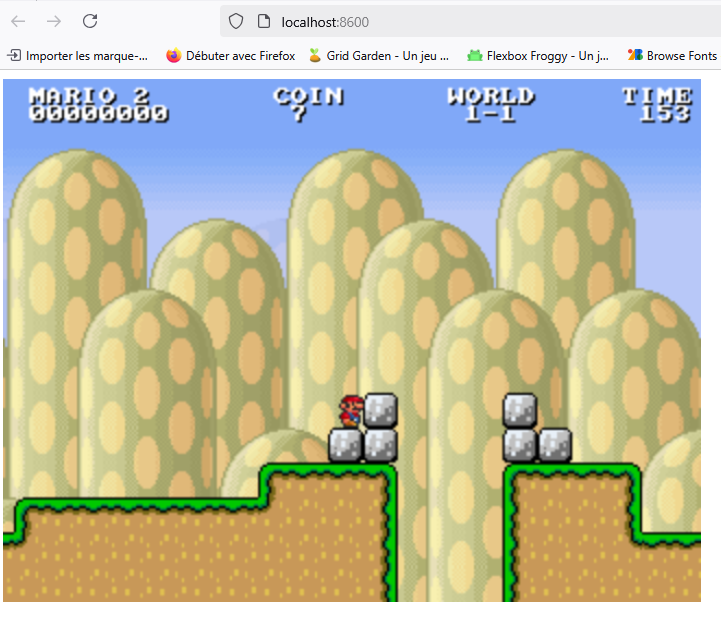 localhost:8600
Importer les marque-... Débuter avec Firefox Grid Garden - Un jeu ... Flexbox Froggy - Un j... Browse Fonts
MARIO 2 COIN WORLD TIME
00000000 7 1-1 153